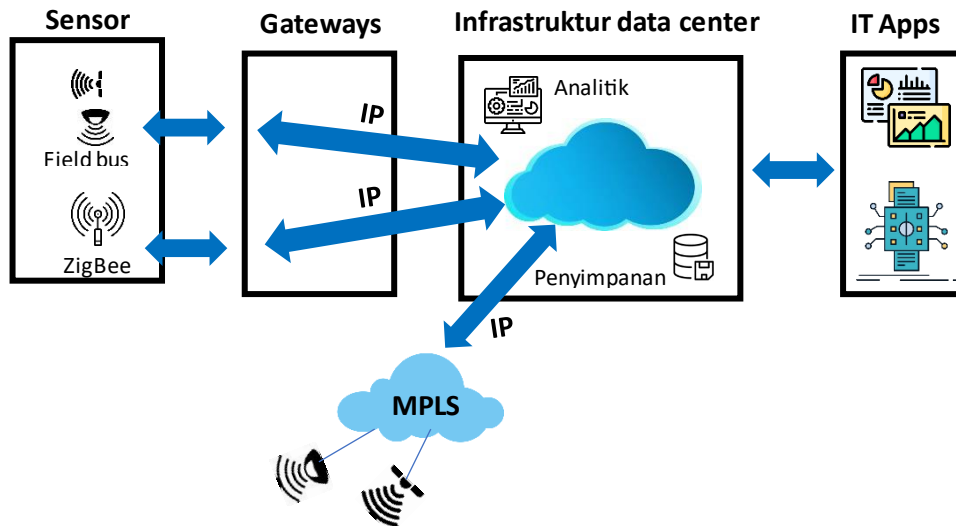 Sensor
Gateways
Infrastruktur data center
IT Apps
Field bus
ZigBee
IP
IP
Analitik
Penyimpanan
IP
MPLS